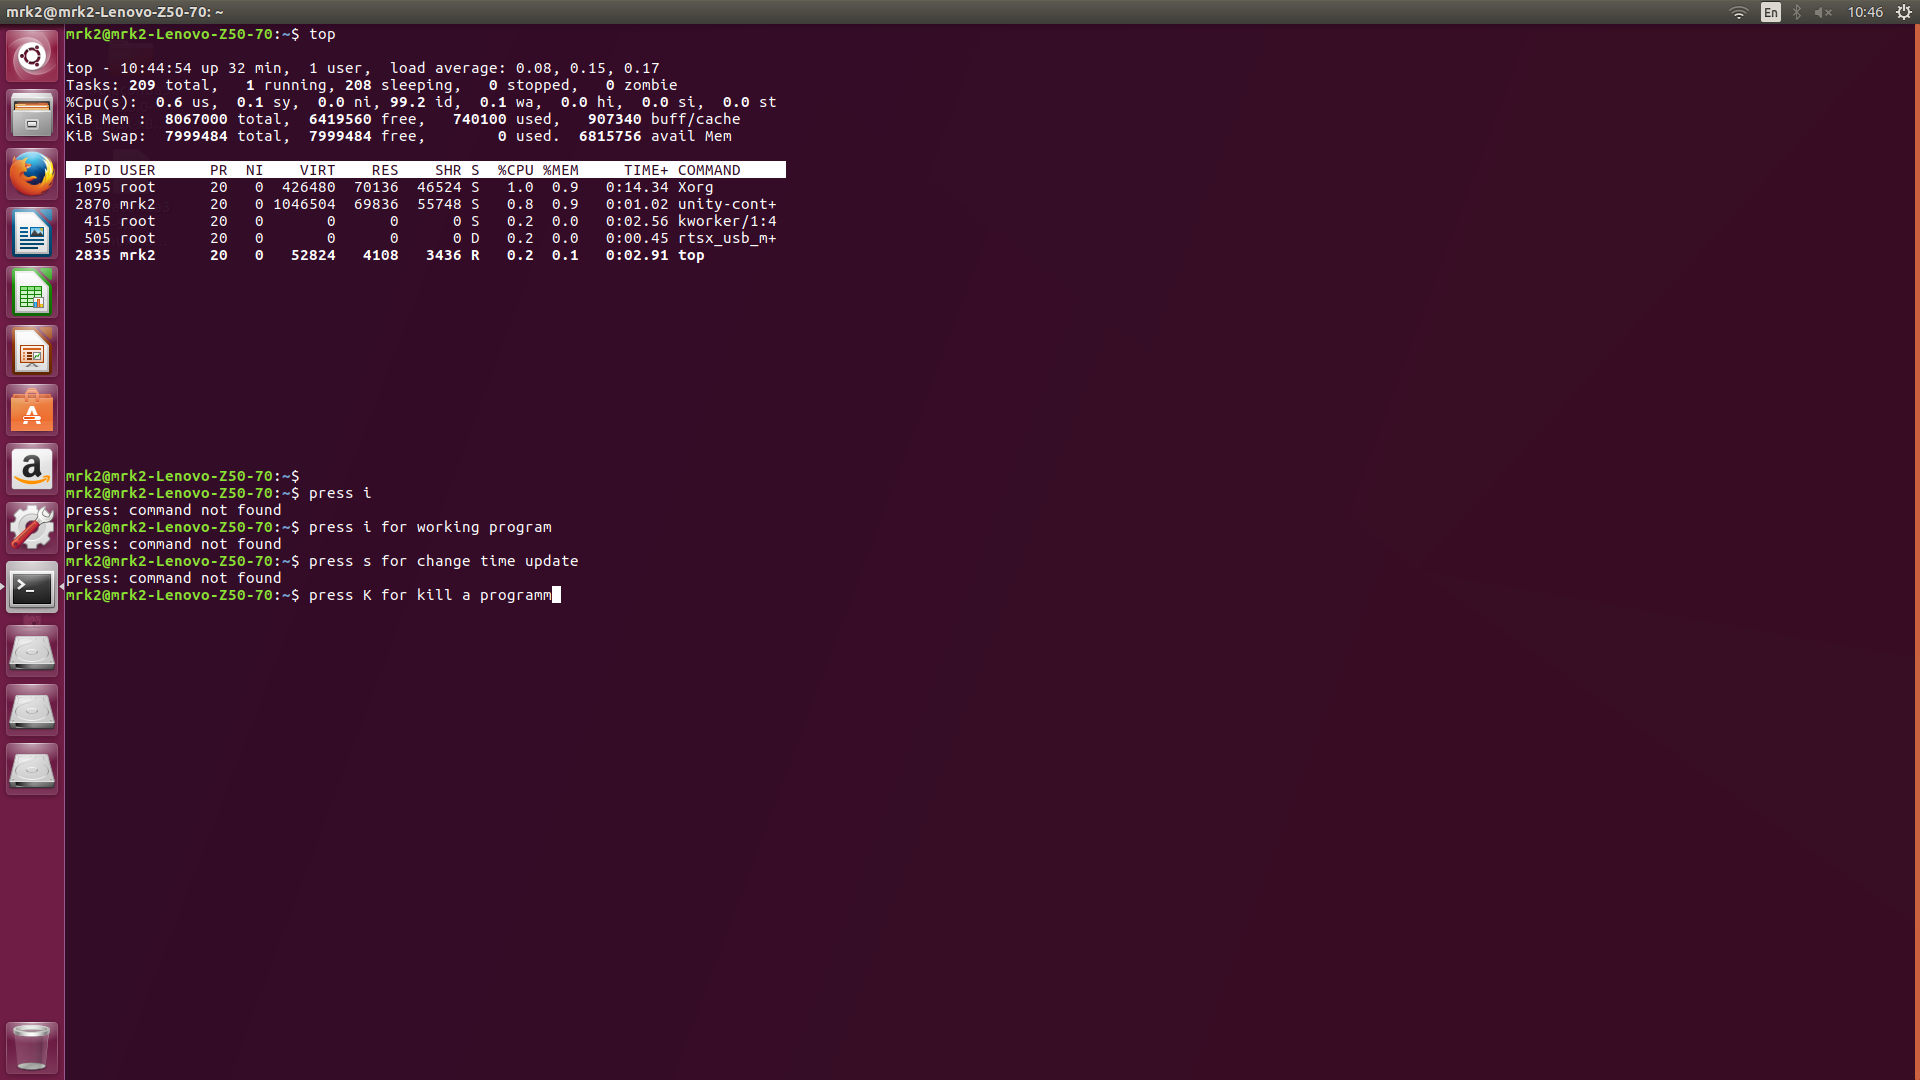 mrk2@mrk2-Lenovo-Z50-70: ~
En
10:46
mrk2@mrk2-Lenovo-Z50-70:~$ top
top - 10:44:54 up 32 min,  1 user,  load average: 0.08, 0.15, 0.17
Tasks: 209 total,   1 running, 208 sleeping,   0 stopped,   0 zombie
%Cpu(s):  0.6 us,  0.1 sy,  0.0 ni, 99.2 id,  0.1 wa,  0.0 hi,  0.0 si,  0.0 st
KiB Mem :  8067000 total,  6419560 free,   740100 used,   907340 buff/cache
KiB Swap:  7999484 total,  7999484 free,        0 used.  6815756 avail Mem
  PID USER      PR  NI    VIRT    RES    SHR S  %CPU %MEM     TIME+ COMMAND
 1095 root      20   0  426480  70136  46524 S   1.0  0.9   0:14.34 Xorg
 2870 mrk2      20   0 1046504  69836  55748 S   0.8  0.9   0:01.02 unity-cont+
  415 root      20   0       0      0      0 S   0.2  0.0   0:02.56 kworker/1:4
  505 root      20   0       0      0      0 D   0.2  0.0   0:00.45 rtsx_usb_m+
 2835 mrk2      20   0   52824   4108   3436 R   0.2  0.1   0:02.91 top
mrk2@mrk2-Lenovo-Z50-70:~$
mrk2@mrk2-Lenovo-Z50-70:~$ press i
press: command not found
mrk2@mrk2-Lenovo-Z50-70:~$ press i for working program
press: command not found
mrk2@mrk2-Lenovo-Z50-70:~$ press s for change time update
press: command not found
mrk2@mrk2-Lenovo-Z50-70:~$ press K for kill a programm